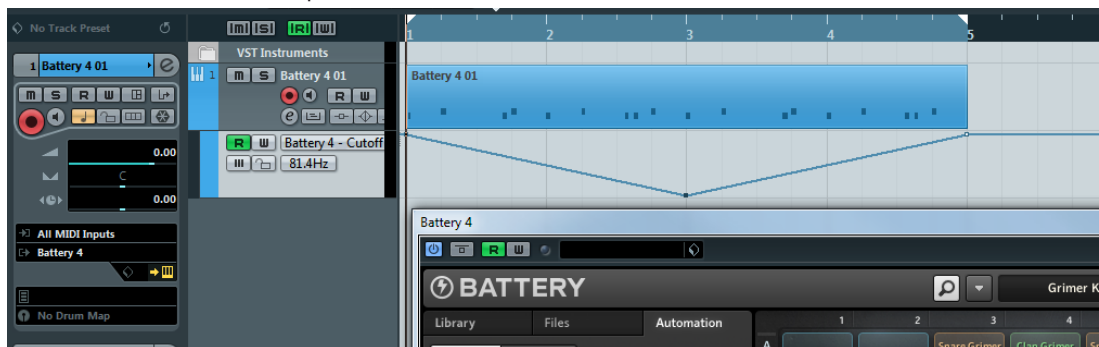 No Track Preset
M S R W
1 2 3 4 5
VST Instruments
1 Battery 4 01 e
1 m S Battery 4 01
Battery 4 01
m S R W
R W
e
R W Battery 4 - Cutoff
81.4Hz
0.00
C
0.00
All MIDI Inputs
Battery 4
No Drum Map
Battery 4
R W
BATTERY
Grimer K
Library Files Automation
1 2 3 4
A Snare Grimer Clap Grimer